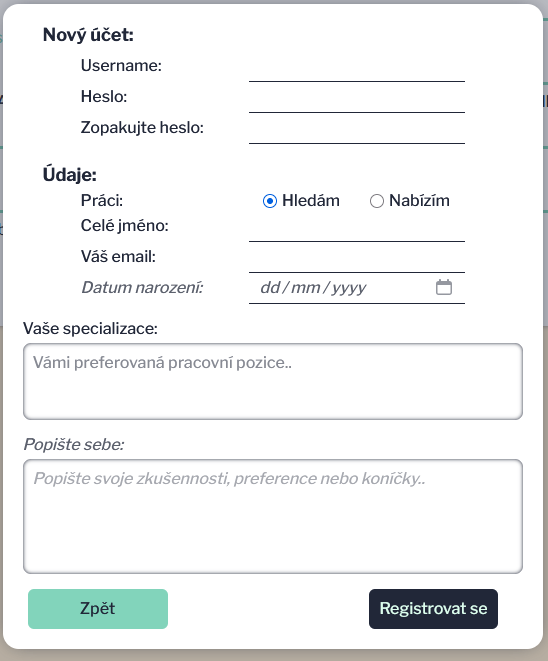 Nový účet:
Username:
Heslo:
Zopakujte heslo:
Údaje:
Práci: Hledám Nabízím
Celé jméno:
Váš email:
Datum narození: dd/mm/yyyy
Vaše specializace:
Vámi preferovaná pracovní pozice..
Popište sebe:
Popište svoje zkušennosti, preference nebo koníčky..
Zpět Registrovat se